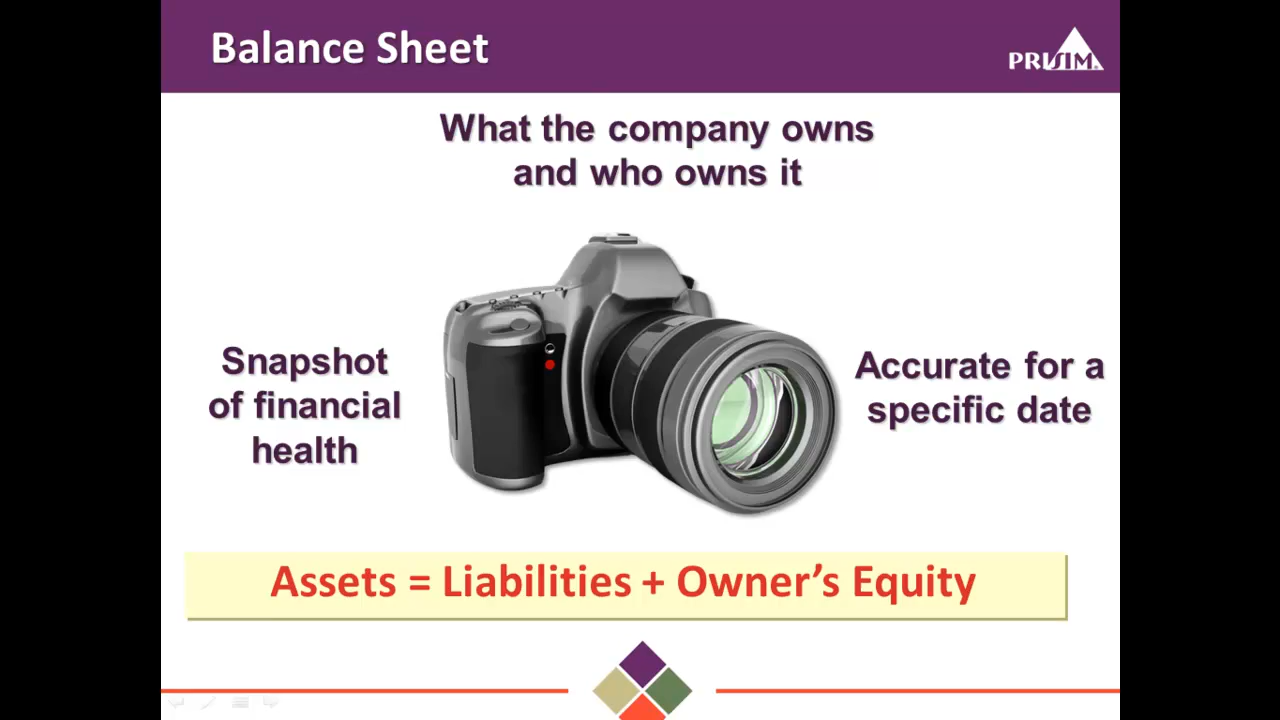 Balance Sheet
PRISIM.
What the company owns
and who owns it
Snapshot
of financial
health
Accurate for a
specific date
Assets = Liabilities + Owner’s Equity